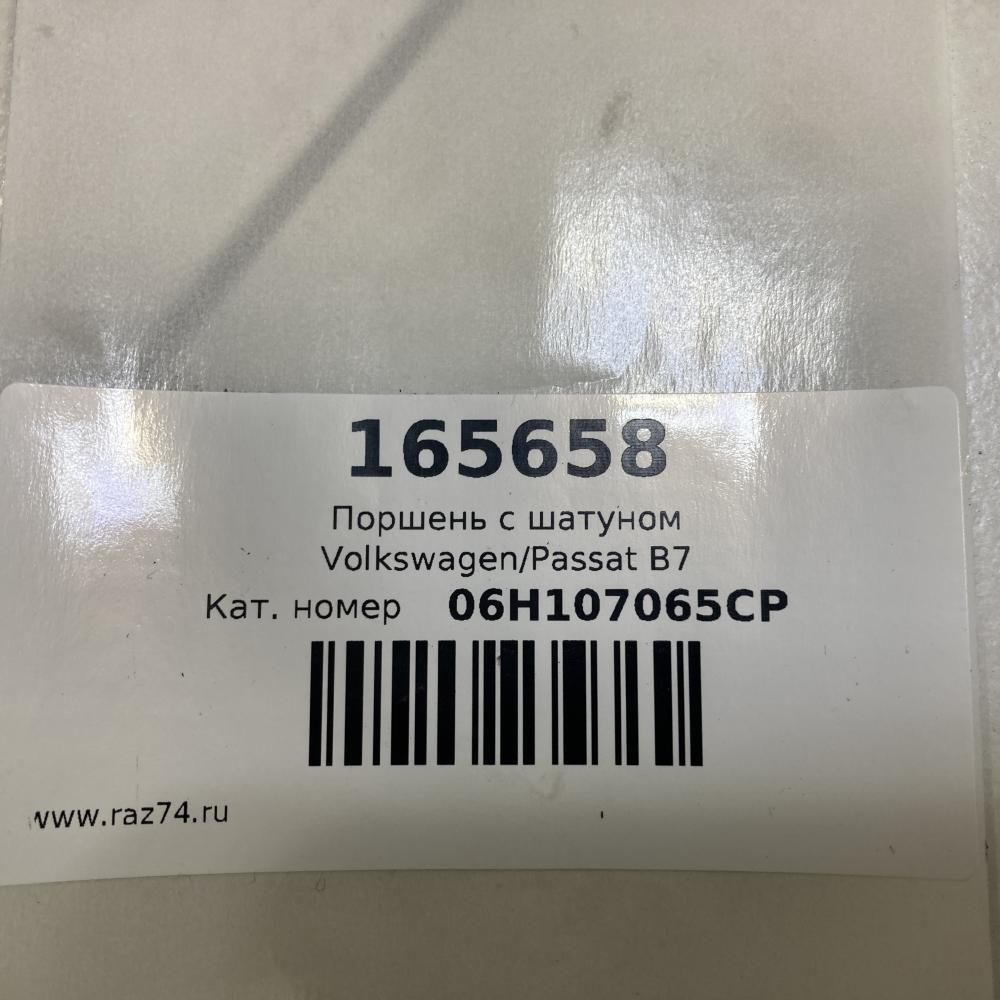 165658
Поршень с шатуном
Volkswagen/Passat B7
Кат. номер 06H107065CP
www.raz74.ru